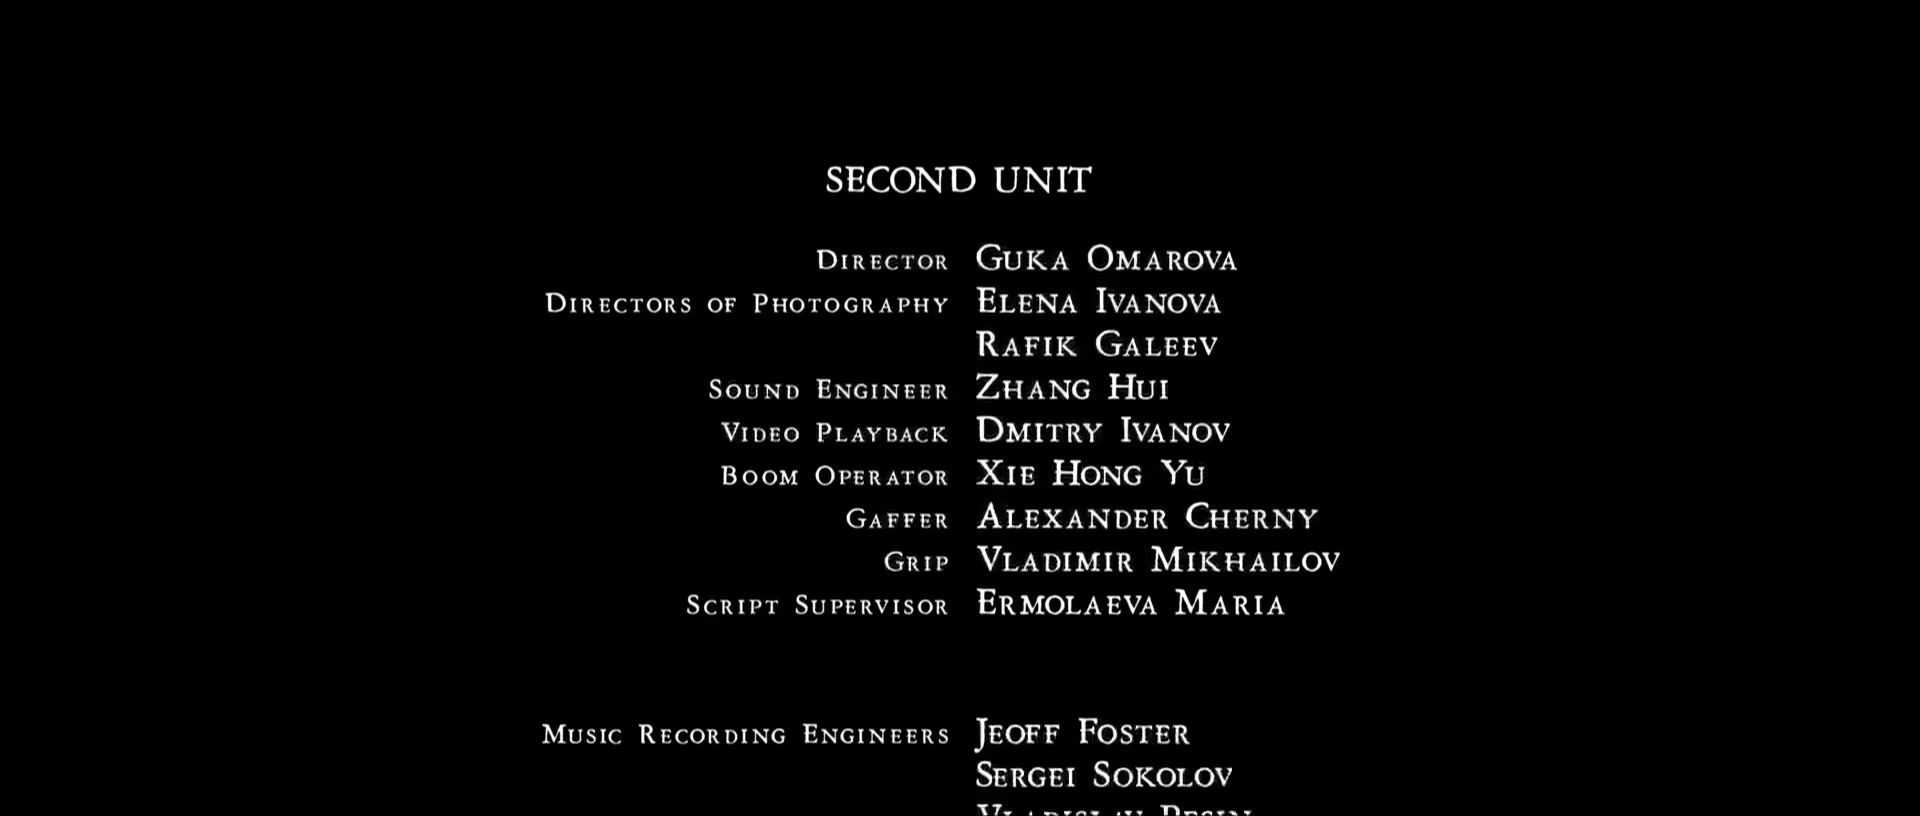 SECOND UNIT
DIRECTOR GUKA OMAROVA
DIRECTORS OF PHOTOGRAPHY ELENA IVANOVA
RAFIK GALEEV
SOUND ENGINEER ZHANG HUI
VIDEO PLAYBACK DMITRY IVANOV
BOOM OPERATOR XIE HONG YU
GAFFER ALEXANDER CHERNY
GRIP VLADIMIR MIKHAILOV
SCRIPT SUPERVISOR ERMOLAEVA MARIA
MUSIC RECORDING ENGINEERS JEOFF FOSTER
SERGEI SOKOLOV